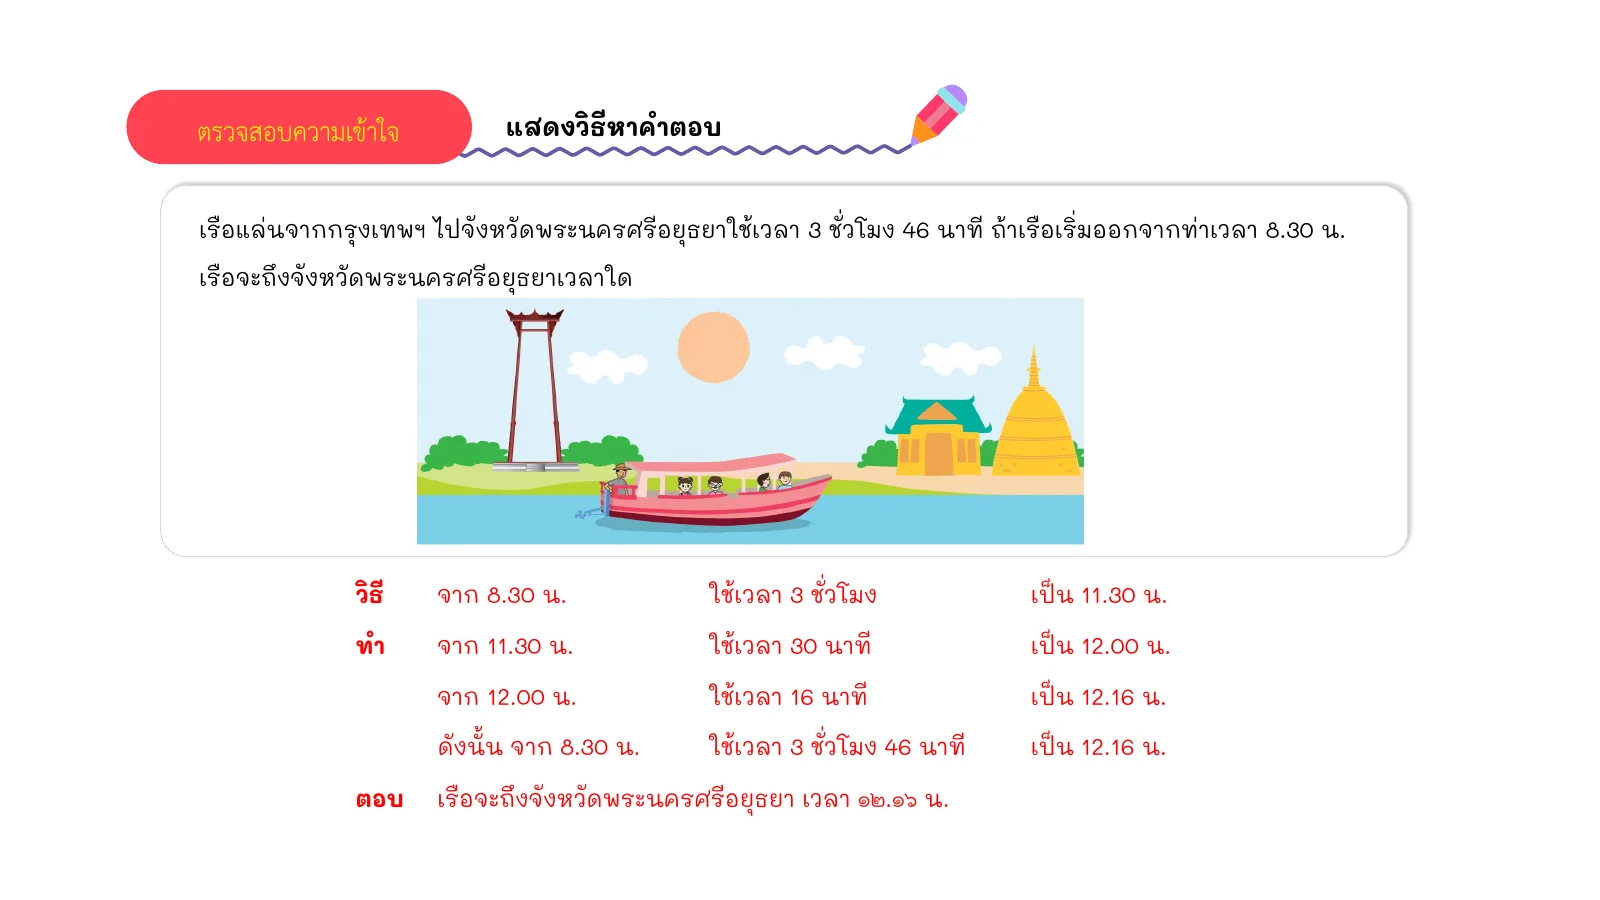 ตรวจสอบความเข้าใจ
แสดงวิธีหาคำตอบ
เรือแล่นจากกรุงเทพฯ ไปจังหวัดพระนครศรีอยุธยาใช้เวลา 3 ชั่วโมง 46 นาที ถ้าเรือเริ่มออกจากท่าเวลา 8.30 น.
เรือจะถึงจังหวัดพระนครศรีอยุธยาเวลาใด
วิธี จาก 8.30 น. ใช้เวลา 3 ชั่วโมง เป็น 11.30 น.
ทำ จาก 11.30 น. ใช้เวลา 30 นาที เป็น 12.00 น.
จาก 12.00 น. ใช้เวลา 16 นาที เป็น 12.16 น.
ดังนั้น จาก 8.30 น. ใช้เวลา 3 ชั่วโมง 46 นาที เป็น 12.16 น.
ตอบ เรือจะถึงจังหวัดพระนครศรีอยุธยา เวลา ๑๒.๑๖ น.